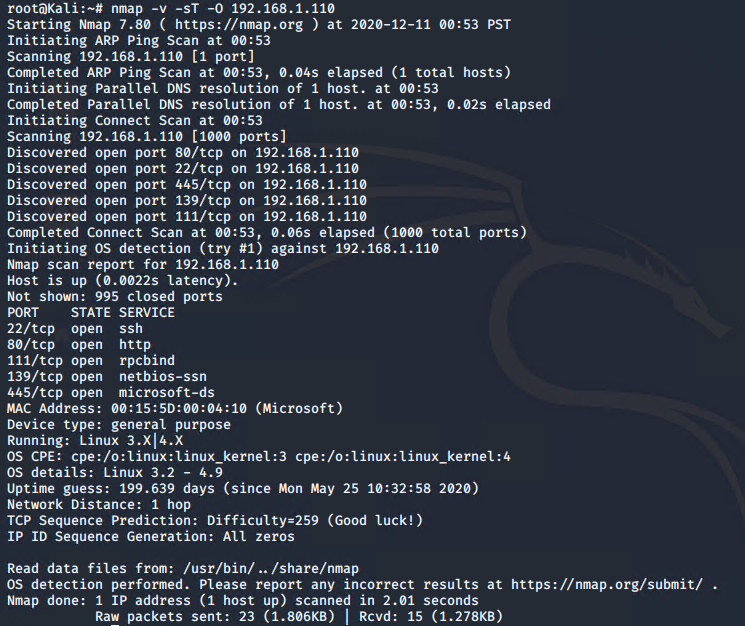 root@Kali:~# nmap -v -sT -O 192.168.1.110
Starting Nmap 7.80 ( https://nmap.org ) at 2020-12-11 00:53 PST
Initiating ARP Ping Scan at 00:53
Scanning 192.168.1.110 [1 port]
Completed ARP Ping Scan at 00:53, 0.04s elapsed (1 total hosts)
Initiating Parallel DNS resolution of 1 host. at 00:53
Completed Parallel DNS resolution of 1 host. at 00:53, 0.02s elapsed
Initiating Connect Scan at 00:53
Scanning 192.168.1.110 [1000 ports]
Discovered open port 80/tcp on 192.168.1.110
Discovered open port 22/tcp on 192.168.1.110
Discovered open port 445/tcp on 192.168.1.110
Discovered open port 139/tcp on 192.168.1.110
Discovered open port 111/tcp on 192.168.1.110
Completed Connect Scan at 00:53, 0.06s elapsed (1000 total ports)
Initiating OS detection (try #1) against 192.168.1.110
Nmap scan report for 192.168.1.110
Host is up (0.0022s latency).
Not shown: 995 closed ports
PORT    STATE SERVICE
22/tcp  open  ssh
80/tcp  open  http
111/tcp open  rpcbind
139/tcp open  netbios-ssn
445/tcp open  microsoft-ds
MAC Address: 00:15:5D:00:04:10 (Microsoft)
Device type: general purpose
Running: Linux 3.X|4.X
OS CPE: cpe:/o:linux:linux_kernel:3 cpe:/o:linux:linux_kernel:4
OS details: Linux 3.2 - 4.9
Uptime guess: 199.639 days (since Mon May 25 10:32:58 2020)
Network Distance: 1 hop
TCP Sequence Prediction: Difficulty=259 (Good luck!)
IP ID Sequence Generation: All zeros

Read data files from: /usr/bin/../share/nmap
OS detection performed. Please report any incorrect results at https://nmap.org/submit/ .
Nmap done: 1 IP address (1 host up) scanned in 2.01 seconds
           Raw packets sent: 23 (1.806KB) | Rcvd: 15 (1.278KB)